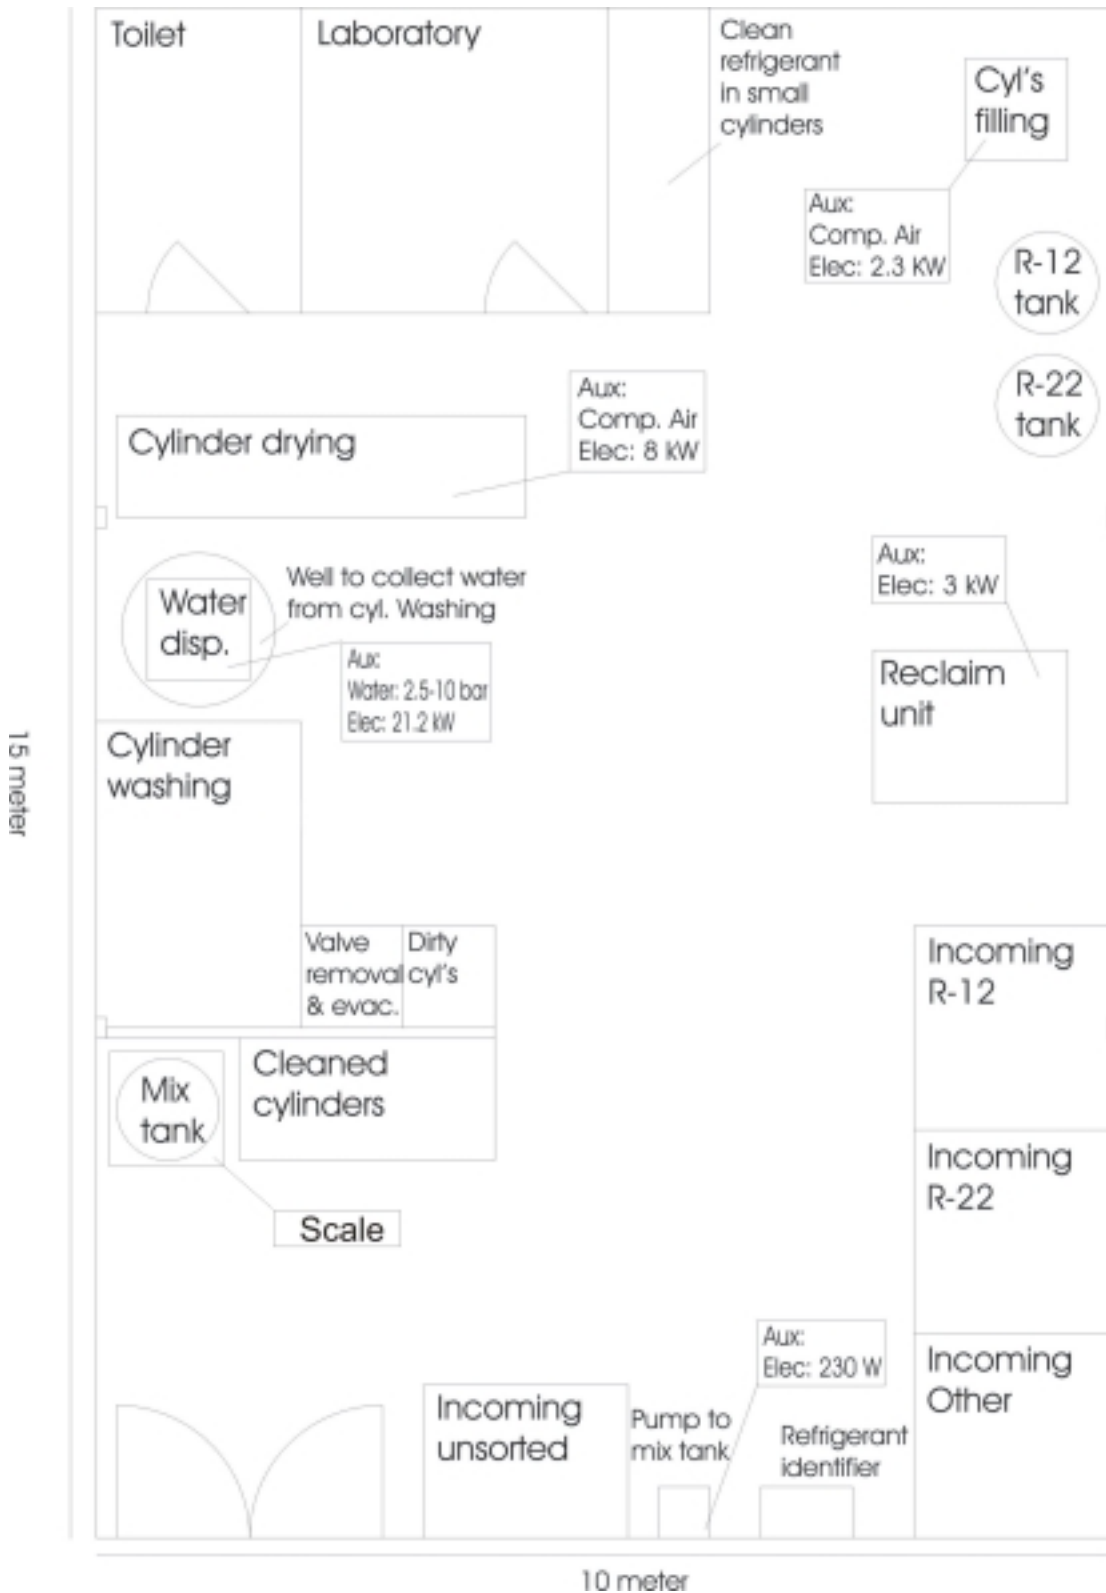 Toilet
Laboratory
Clean
refrigerant
in small
cylinders
Cyl's
filling
Aux:
Comp. Air
Elec: 2.3 KW
R-12
tank
R-22
tank
Aux:
Comp. Air
Elec: 8 kW
Cylinder drying
Aux:
Elec: 3 kW
Well to collect water
from cyl. Washing
Water
disp.
Aux:
Water: 2.5-10 bar
Elec: 21.2 kW
Reclaim
unit
Cylinder
washing
15 meter
Valve
removal
& evac.
Dirty
cyl's
Incoming
R-12
Cleaned
cylinders
Mix
tank
Incoming
R-22
Scale
Aux:
Elec: 230 W
Incoming
Other
Incoming
unsorted
Pump to
mix tank
Refrigerant
identifier
10 meter